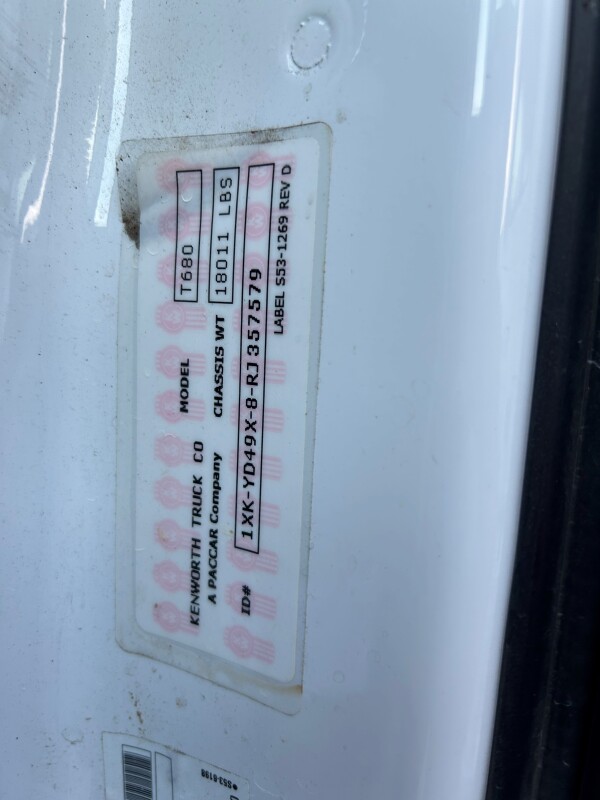 KENWORTH TRUCK CO MODEL T680
A PACCAR Company CHASSIS WT 18011 LBS
ID# 1XK-YD49X-8-RJ357579
LABEL S53-1269 REV D